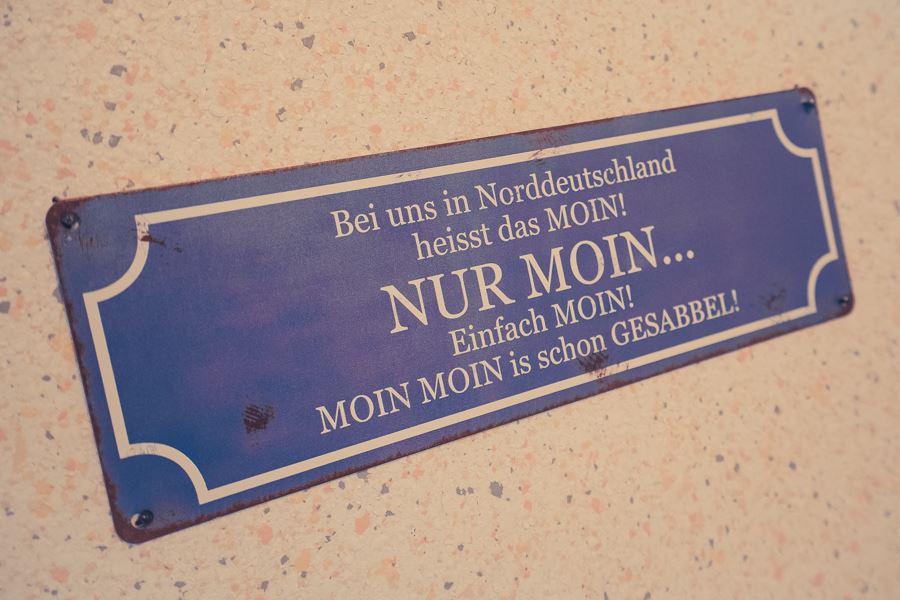 Bei uns in Norddeutschland
heisst das MOIN!
NUR MOIN...
Einfach MOIN!
MOIN MOIN is schon GESABBEL!